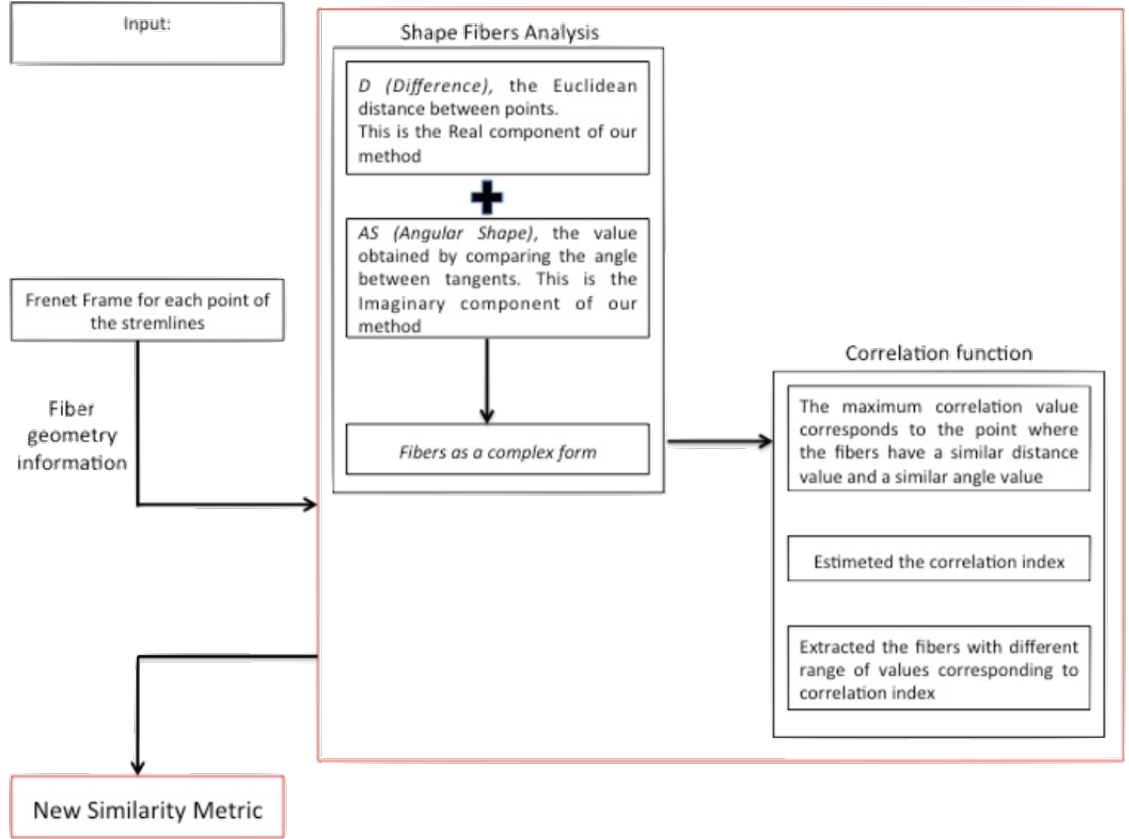 Input:
Frenet Frame for each point of
the stremlines
Fiber
geometry
information
Shape Fibers Analysis
D (Difference), the Euclidean
distance between points.
This is the Real component of our
method
AS (Angular Shape), the value
obtained by comparing the angle
between tangents. This is the
Imaginary component of our
method
Fibers as a complex form
Correlation function
The maximum correlation value
corresponds to the point where
the fibers have a similar distance
value and a similar angle value
Estimeted the correlation index
Extracted the fibers with different
range of values corresponding to
correlation index
New Similarity Metric